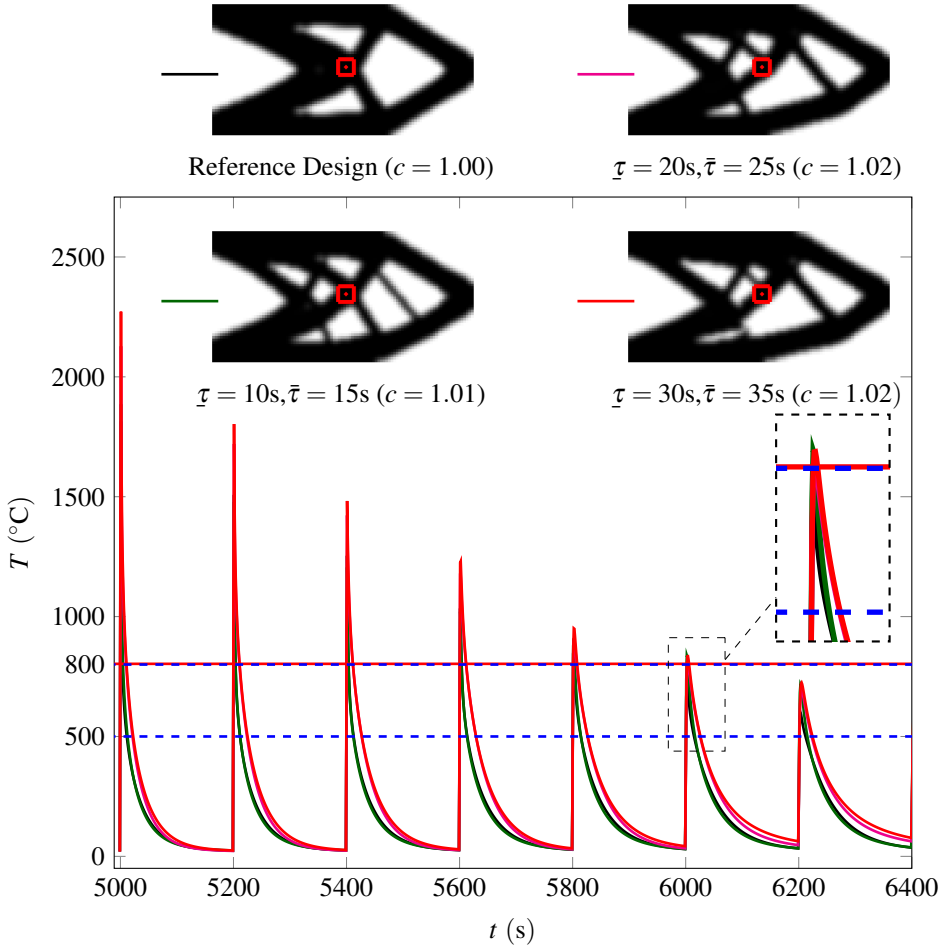 Reference Design (c = 1.00)
τ̲ = 20s, τ̄ = 25s (c = 1.02)
τ̲ = 10s, τ̄ = 15s (c = 1.01)
τ̲ = 30s, τ̄ = 35s (c = 1.02)
2500
2000
1500
1000
800
500
0
T (°C)
5000 5200 5400 5600 5800 6000 6200 6400
t (s)